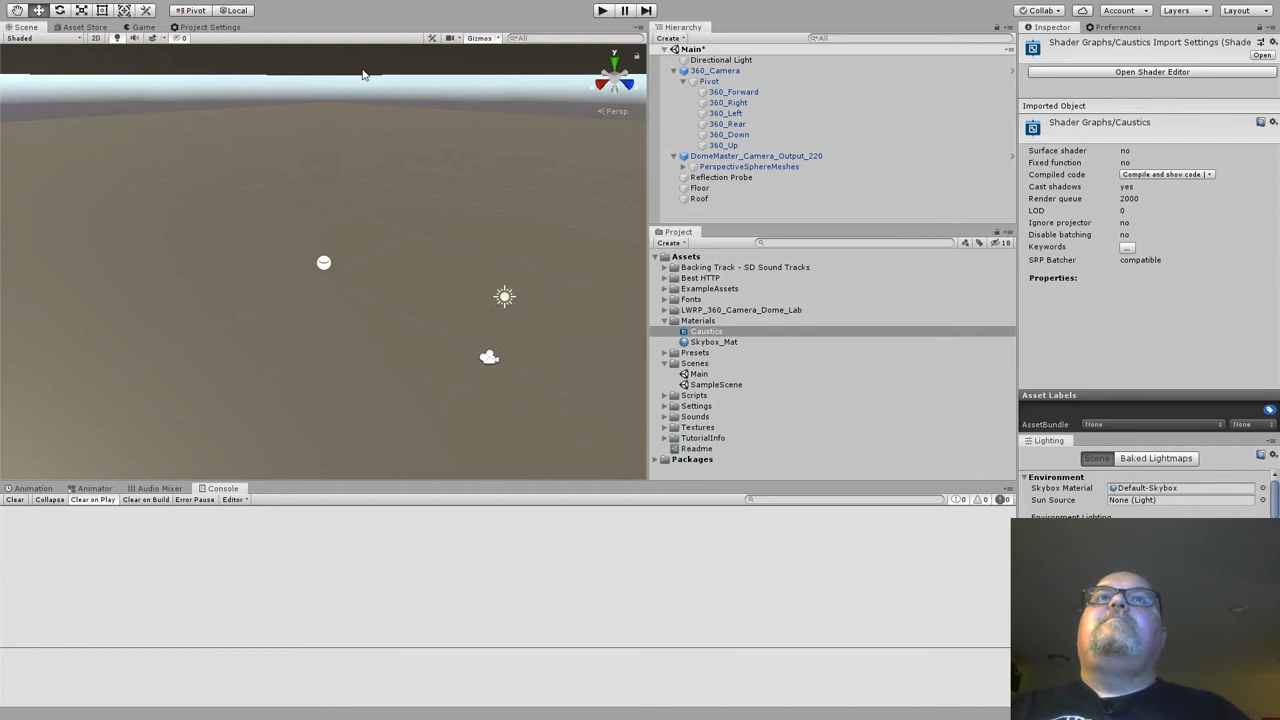 Pivot Local
Collab Account Layers Layout
Scene Asset Store Game Project Settings
Shaded 2D 0 Gizmos All
y
Persp
Hierarchy
Create All
Main*
Directional Light
360_Camera
Pivot
360_Forward
360_Right
360_Left
360_Rear
360_Down
360_Up
DomeMaster_Camera_Output_220
PerspectiveSphereMeshes
Reflection Probe
Floor
Roof
Project
Create 18
Assets
Backing Track - SD Sound Tracks
Best HTTP
ExampleAssets
Fonts
LWRP_360_Camera_Dome_Lab
Materials
Caustics
Skybox_Mat
Presets
Scenes
Main
SampleScene
Scripts
Settings
Sounds
Textures
TutorialInfo
Readme
Packages
Inspector Preferences
Shader Graphs/Caustics Import Settings (Shade
Open
Open Shader Editor
Imported Object
Shader Graphs/Caustics
Surface shader no
Fixed function no
Compiled code Compile and show code
Cast shadows yes
Render queue 2000
LOD 0
Ignore projector no
Disable batching no
Keywords ...
SRP Batcher compatible
Properties:
Asset Labels
AssetBundle None None
Lighting
Scene Baked Lightmaps
Environment
Skybox Material Default-Skybox
Sun Source None (Light)
Environment Lighting
Animation Animator Audio Mixer Console
Clear Collapse Clear on Play Clear on Build Error Pause Editor 0 0 0